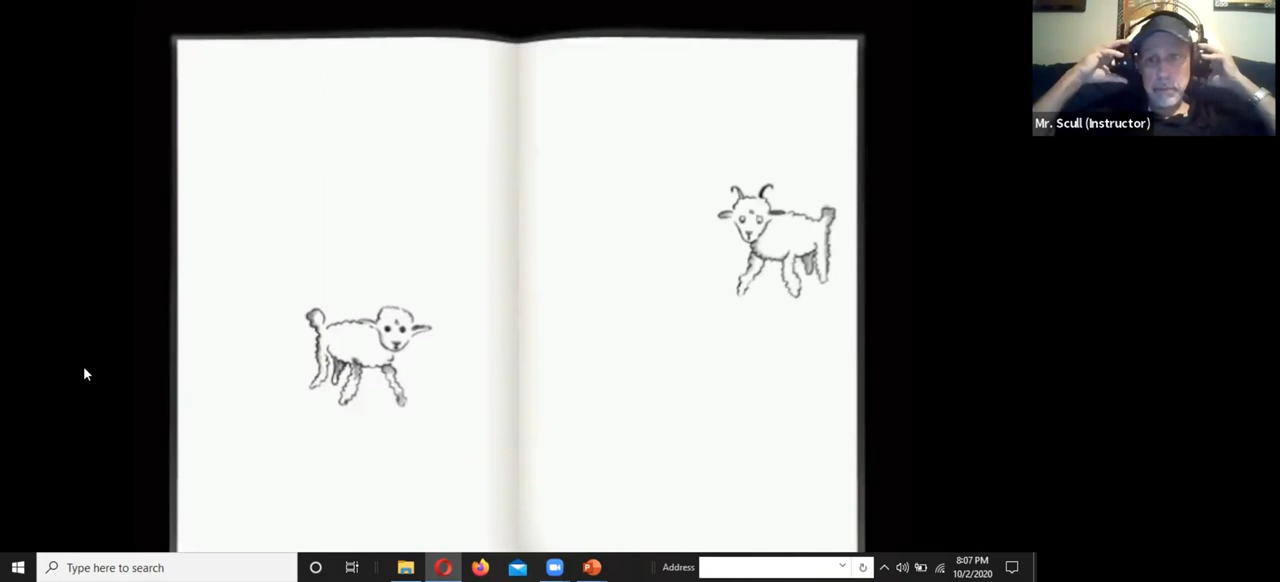 Mr. Scull (Instructor)
Type here to search
Address
8:07 PM
10/2/2020